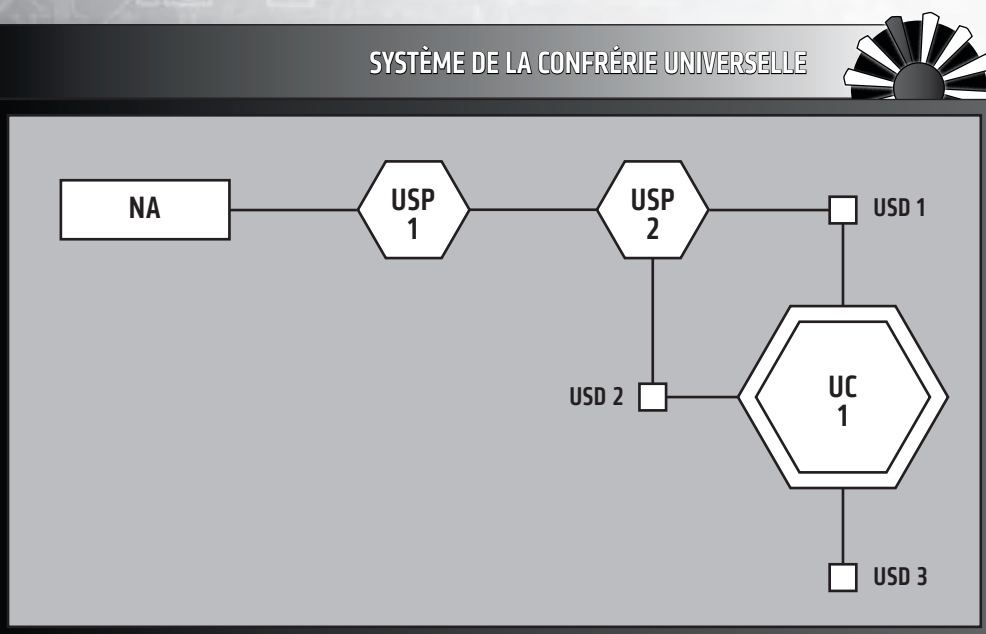 SYSTÈME DE LA CONFRÉRIE UNIVERSELLE
NA
USP
1
USP
2
USD 1
USD 2
UC
1
USD 3